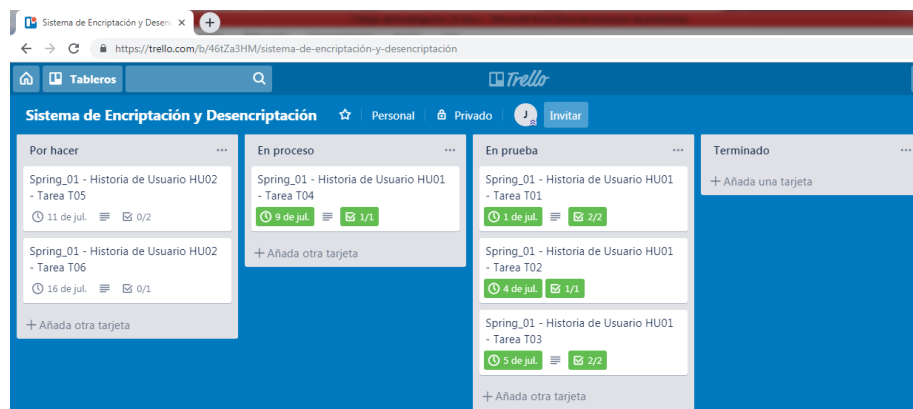 Sistema de Encriptación y Desen
https://trello.com/b/46tZa3HM/sistema-de-encriptación-y-desencriptación
Tableros
Trello
Sistema de Encriptación y Desencriptación Personal Privado J Invitar
Por hacer
Spring_01 - Historia de Usuario HU02
- Tarea T05
11 de jul. 0/2
Spring_01 - Historia de Usuario HU02
- Tarea T06
16 de jul. 0/1
+ Añada otra tarjeta
En proceso
Spring_01 - Historia de Usuario HU01
- Tarea T04
9 de jul. 1/1
+ Añada otra tarjeta
En prueba
Spring_01 - Historia de Usuario HU01
- Tarea T01
1 de jul. 2/2
Spring_01 - Historia de Usuario HU01
- Tarea T02
4 de jul. 1/1
Spring_01 - Historia de Usuario HU01
- Tarea T03
5 de jul. 2/2
+ Añada otra tarjeta
Terminado
+ Añada una tarjeta